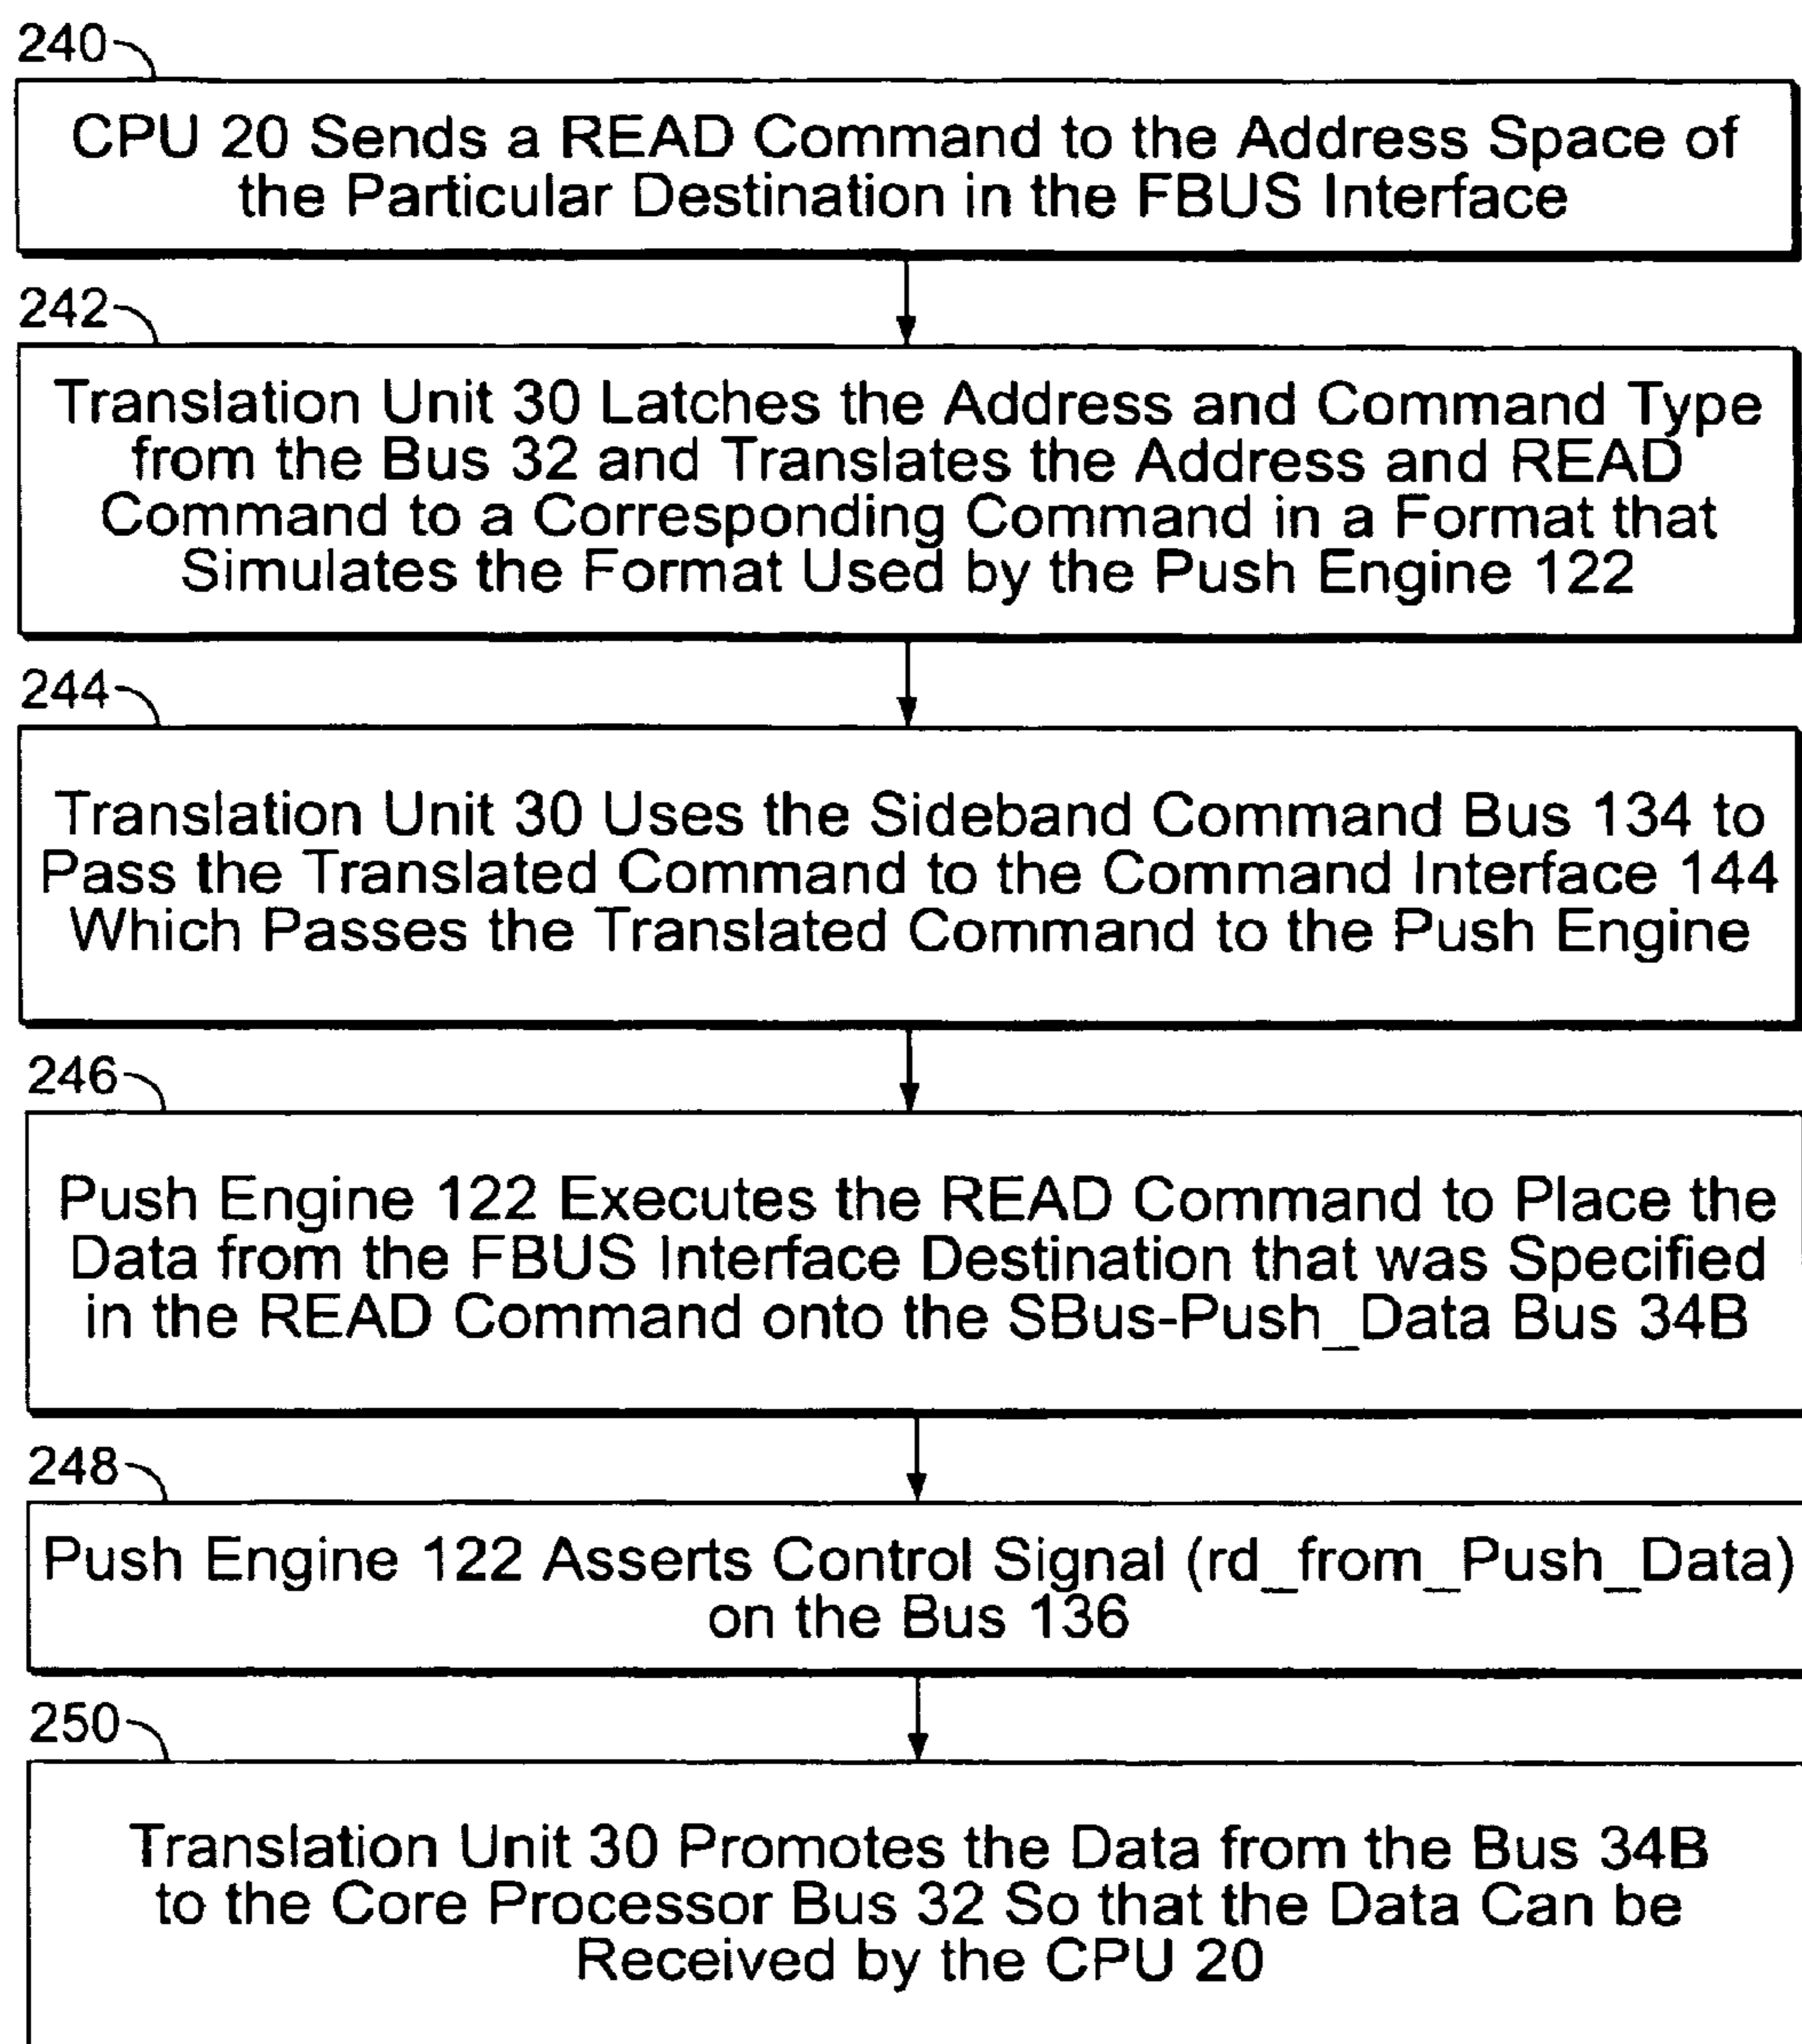 240
CPU 20 Sends a READ Command to the Address Space of
the Particular Destination in the FBUS Interface
242
Translation Unit 30 Latches the Address and Command Type
from the Bus 32 and Translates the Address and READ
Command to a Corresponding Command in a Format that
Simulates the Format Used by the Push Engine 122
244
Translation Unit 30 Uses the Sideband Command Bus 134 to
Pass the Translated Command to the Command Interface 144
Which Passes the Translated Command to the Push Engine
246
Push Engine 122 Executes the READ Command to Place the
Data from the FBUS Interface Destination that was Specified
in the READ Command onto the SBus-Push_Data Bus 34B
248
Push Engine 122 Asserts Control Signal (rd_from_Push_Data)
on the Bus 136
250
Translation Unit 30 Promotes the Data from the Bus 34B
to the Core Processor Bus 32 So that the Data Can be
Received by the CPU 20